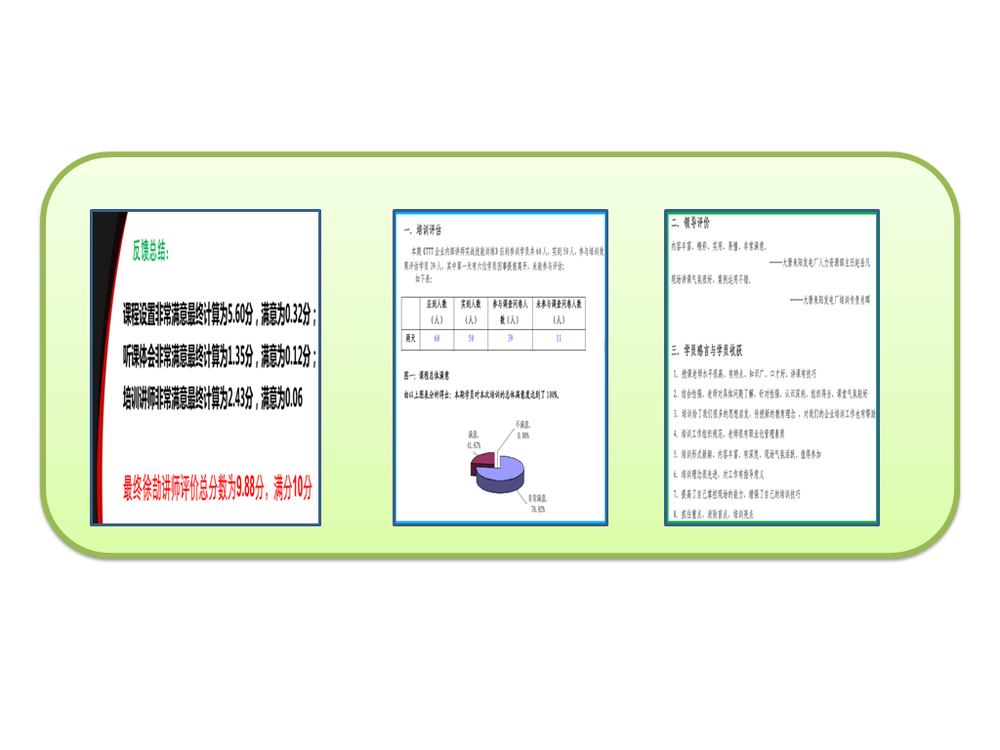 反馈总结：
课程设置非常满意最终计算为5.60分，满意为0.32分；
听课体会非常满意最终计算为1.35分，满意为0.12分；
培训讲师非常满意最终计算为2.43分，满意为0.06
最终徐劼讲师评价总分数为9.88分，满分10分
一. 培训评估
本期《TTT 企业内部讲师实战技能训练》应到参训学员共 60 人，实到 50 人，参与培训效
果评估学员 39 人，其中第一天有六位学员因事提前离开，未能参与评估；
如下表：
应到人数（人） 实到人数（人） 参与调查问卷人数（人） 未参与调查问卷人数（人）
两天 60 50 39 11
图一：课程总体满意
由以上图表分析得出：本期学员对本次培训的总体满意度达到了 100%。
不满意，
0.00%
满意，
41.67%
非常满意，
76.92%
二．领导评价
内容丰富、精彩、实用、易懂、非常满意。
——大唐耒阳发电厂人力资源部主任赵岳凡
现场讲课气氛很好，案例运用不错。
——大唐耒阳发电厂培训专责肖晖
三．学员感言与学员收获
1. 授课老师水平很高、有特点、知识广、口才好、讲课有技巧
2. 结合性强，老师对具体问题了解，针对性强，认识深刻，组织得当，课堂气氛较好
3. 培训给了我们很多的思想启发，传授新的教育理念 ，对我们的企业培训工作也有帮助
4. 培训工作组织规范，老师很有职业化管理素质
5. 培训形式新颖，内容丰富、有深度，现场气氛活跃，值得参加
6. 培训理念很先进，对工作有指导意义
7. 提高了自己掌控现场的能力，增强了自己的培训技巧
8. 抓住重点，消除盲点，培训亮点